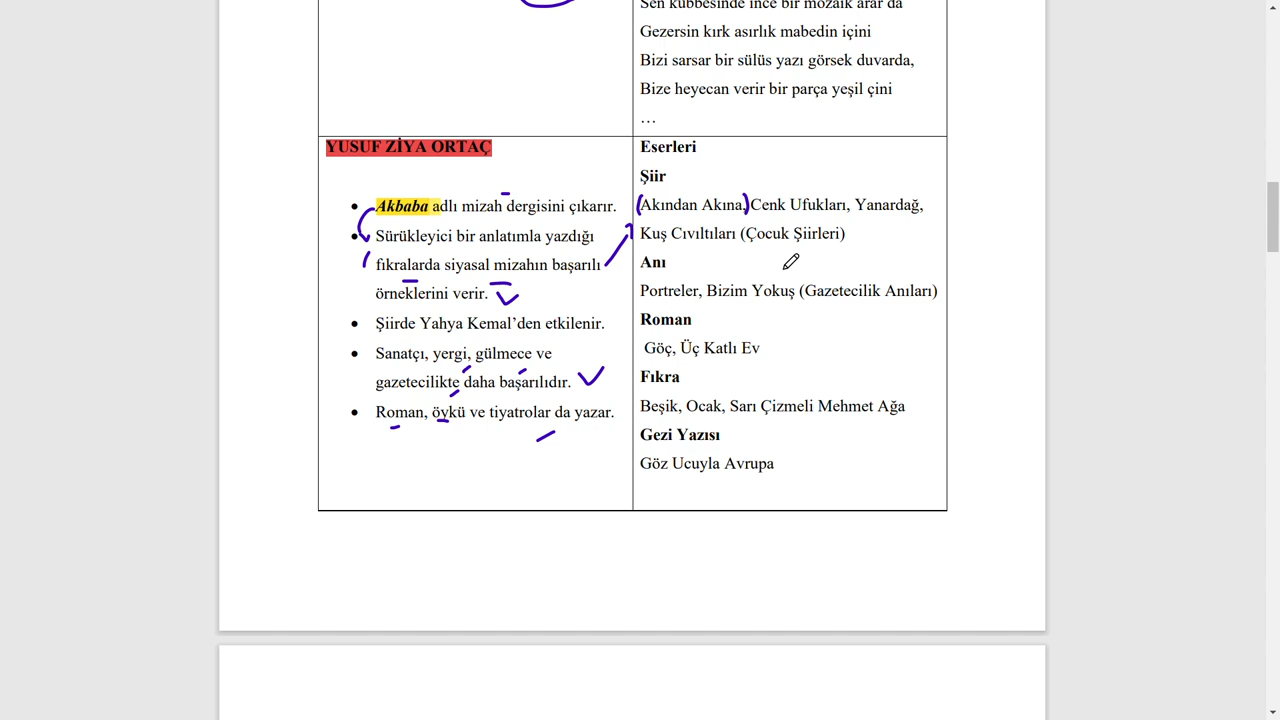 Sen kubbesinde ince bir mozaik arar da
Gezersin kırk asırlık mabedin içini
Bizi sarsar bir sülüs yazı görsek duvarda,
Bize heyecan verir bir parça yeşil çini
…
YUSUF ZİYA ORTAÇ
• Akbaba adlı mizah dergisini çıkarır.
• Sürükleyici bir anlatımla yazdığı
fıkralarda siyasal mizahın başarılı
örneklerini verir.
• Şiirde Yahya Kemal’den etkilenir.
• Sanatçı, yergi, gülmece ve
gazetecilikte daha başarılıdır.
• Roman, öykü ve tiyatrolar da yazar.
Eserleri
Şiir
Akından Akına, Cenk Ufukları, Yanardağ,
Kuş Cıvıltıları (Çocuk Şiirleri)
Anı
Portreler, Bizim Yokuş (Gazetecilik Anıları)
Roman
Göç, Üç Katlı Ev
Fıkra
Beşik, Ocak, Sarı Çizmeli Mehmet Ağa
Gezi Yazısı
Göz Ucuyla Avrupa